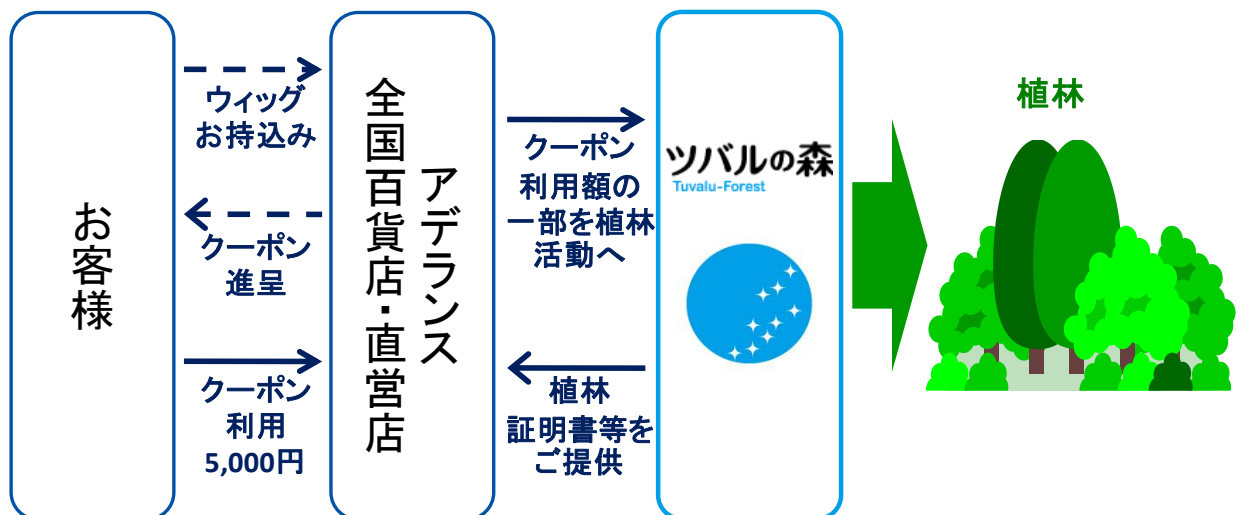 お客様
ウィッグ
お持込み
クーポン
進呈
クーポン
利用
5,000円
アデランス
全国百貨店・直営店
クーポン
利用額の
一部を植林
活動へ
植林
証明書等を
ご提供
ツバルの森
Tuvalu-Forest
植林